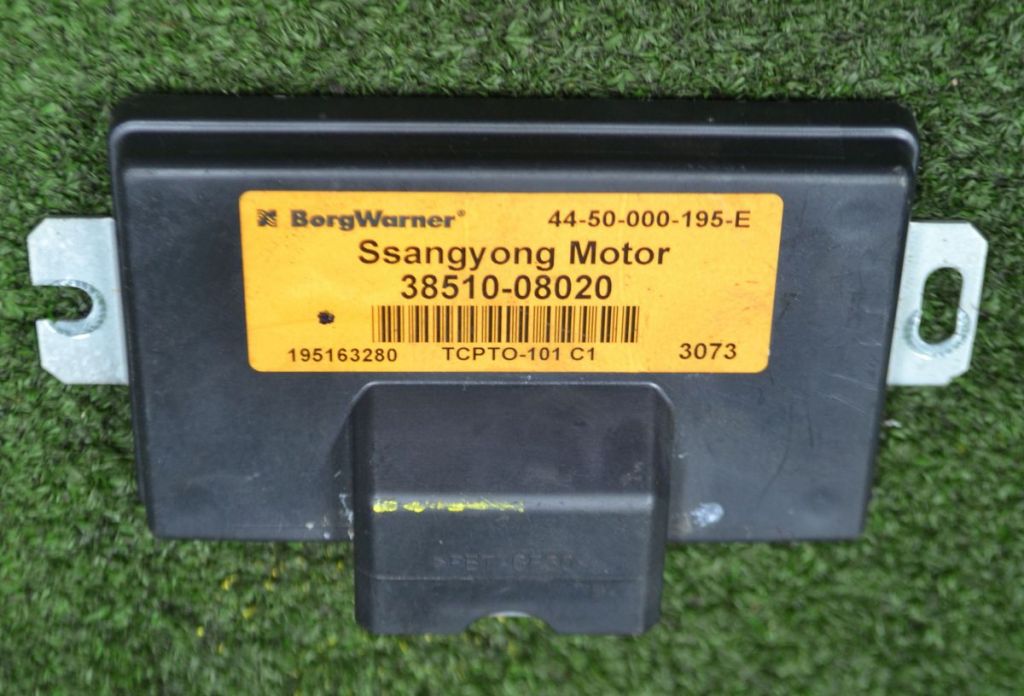 BorgWarner® 44-50-000-195-E
Ssangyong Motor
38510-08020
195163280 TCPTO-101 C1 3073